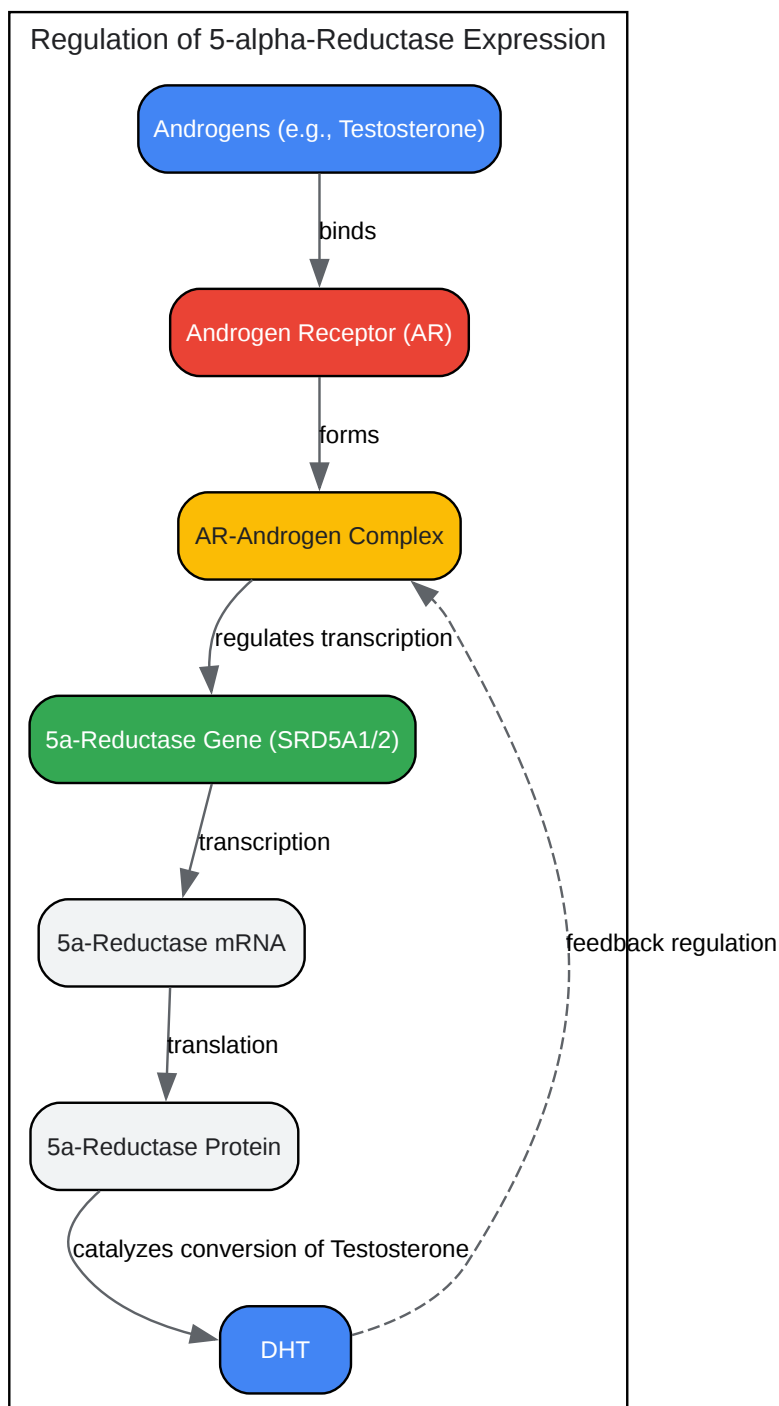 Regulation of 5-alpha-Reductase Expression
Androgens (e.g., Testosterone)
binds
Androgen Receptor (AR)
forms
AR-Androgen Complex
regulates transcription
5a-Reductase Gene (SRD5A1/2)
transcription
5a-Reductase mRNA
feedback regulation
translation
5a-Reductase Protein
catalyzes conversion of Testosterone
DHT